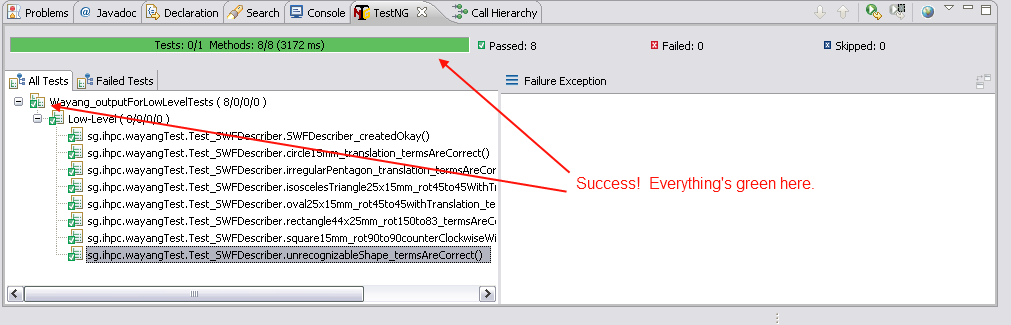 Problems @ Javadoc Declaration Search Console TestNG Call Hierarchy
Tests: 0/1 Methods: 8/8 (3172 ms) Passed: 8 Failed: 0 Skipped: 0
All Tests Failed Tests Failure Exception
Wayang_outputForLowLevelTests ( 8/0/0/0 )
Low-Level ( 8/0/0/0 )
sg.ihpc.wayangTest.Test_SWFDescriber.SWFDescriber_createdOkay()
sg.ihpc.wayangTest.Test_SWFDescriber.circle15mm_translation_termsAreCorrect()
sg.ihpc.wayangTest.Test_SWFDescriber.irregularPentagon_translation_termsAreCor
sg.ihpc.wayangTest.Test_SWFDescriber.isoscelesTriangle25x15mm_rot45to45WithTr
Success! Everything's green here.
sg.ihpc.wayangTest.Test_SWFDescriber.oval25x15mm_rot45to45withTranslation_te
sg.ihpc.wayangTest.Test_SWFDescriber.rectangle44x25mm_rot150to83_termsAreC
sg.ihpc.wayangTest.Test_SWFDescriber.square15mm_rot90to90counterClockwiseWi
sg.ihpc.wayangTest.Test_SWFDescriber.unrecognizableShape_termsAreCorrect()